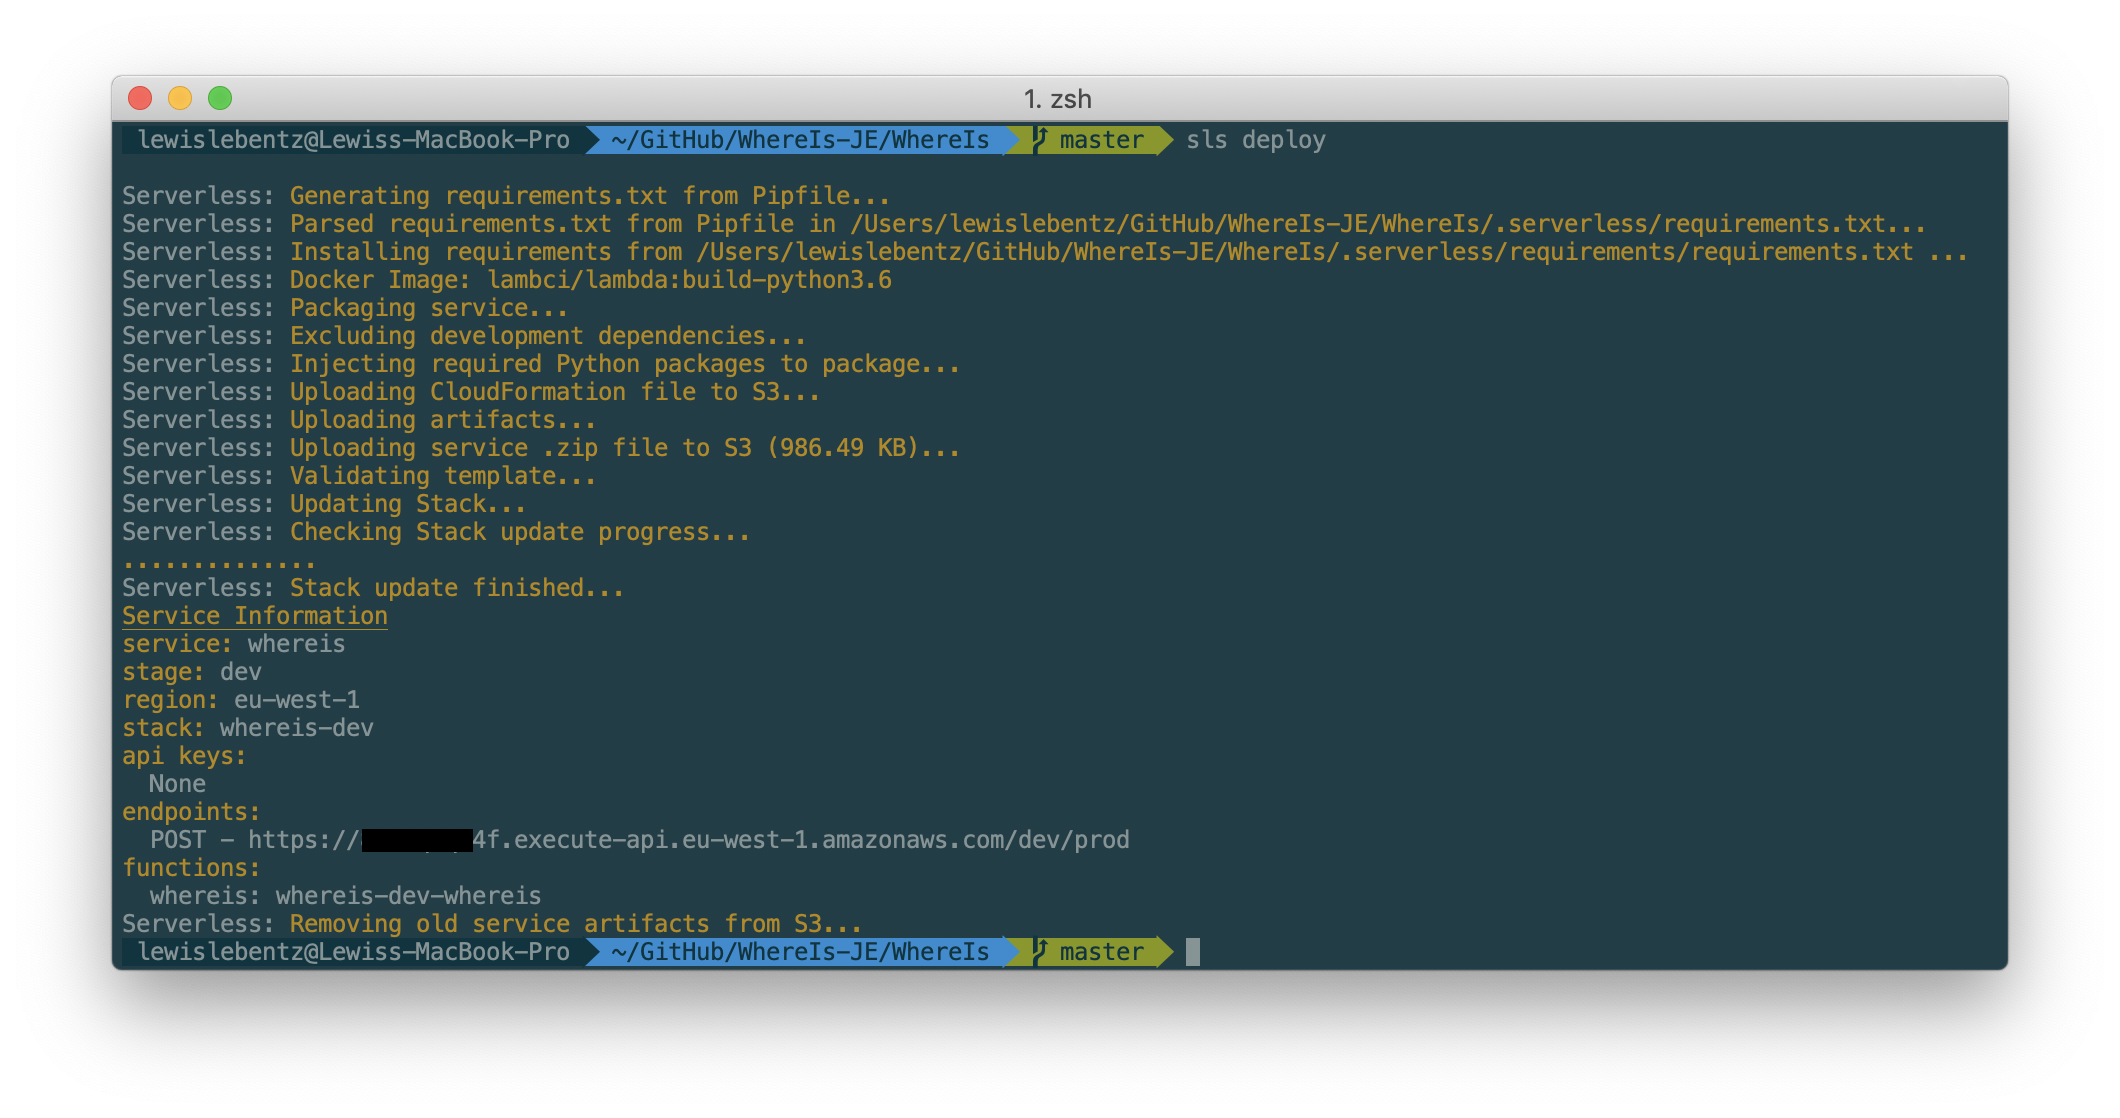 1. zsh
lewislebentz@Lewiss-MacBook-Pro ~/GitHub/WhereIs-JE/WhereIs master sls deploy
Serverless: Generating requirements.txt from Pipfile...
Serverless: Parsed requirements.txt from Pipfile in /Users/lewislebentz/GitHub/WhereIs-JE/WhereIs/.serverless/requirements.txt...
Serverless: Installing requirements from /Users/lewislebentz/GitHub/WhereIs-JE/WhereIs/.serverless/requirements/requirements.txt ...
Serverless: Docker Image: lambci/lambda:build-python3.6
Serverless: Packaging service...
Serverless: Excluding development dependencies...
Serverless: Injecting required Python packages to package...
Serverless: Uploading CloudFormation file to S3...
Serverless: Uploading artifacts...
Serverless: Uploading service .zip file to S3 (986.49 KB)...
Serverless: Validating template...
Serverless: Updating Stack...
Serverless: Checking Stack update progress...
..............
Serverless: Stack update finished...
Service Information
service: whereis
stage: dev
region: eu-west-1
stack: whereis-dev
api keys:
  None
endpoints:
  POST - https://4f.execute-api.eu-west-1.amazonaws.com/dev/prod
functions:
  whereis: whereis-dev-whereis
Serverless: Removing old service artifacts from S3...
lewislebentz@Lewiss-MacBook-Pro ~/GitHub/WhereIs-JE/WhereIs master